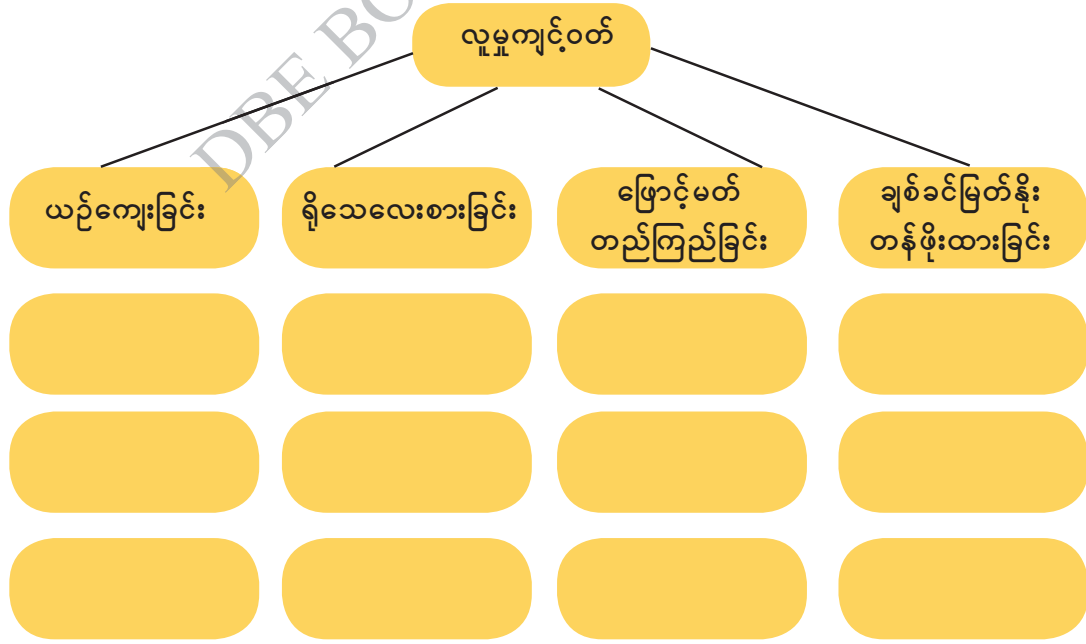 လူမှုကျင့်ဝတ်
DBE BO
ယဉ်ကျေးခြင်း
ရိုသေလေးစားခြင်း
ဖြောင့်မတ်
တည်ကြည်ခြင်း
ချစ်ခင်မြတ်နိုး
တန်ဖိုးထားခြင်း